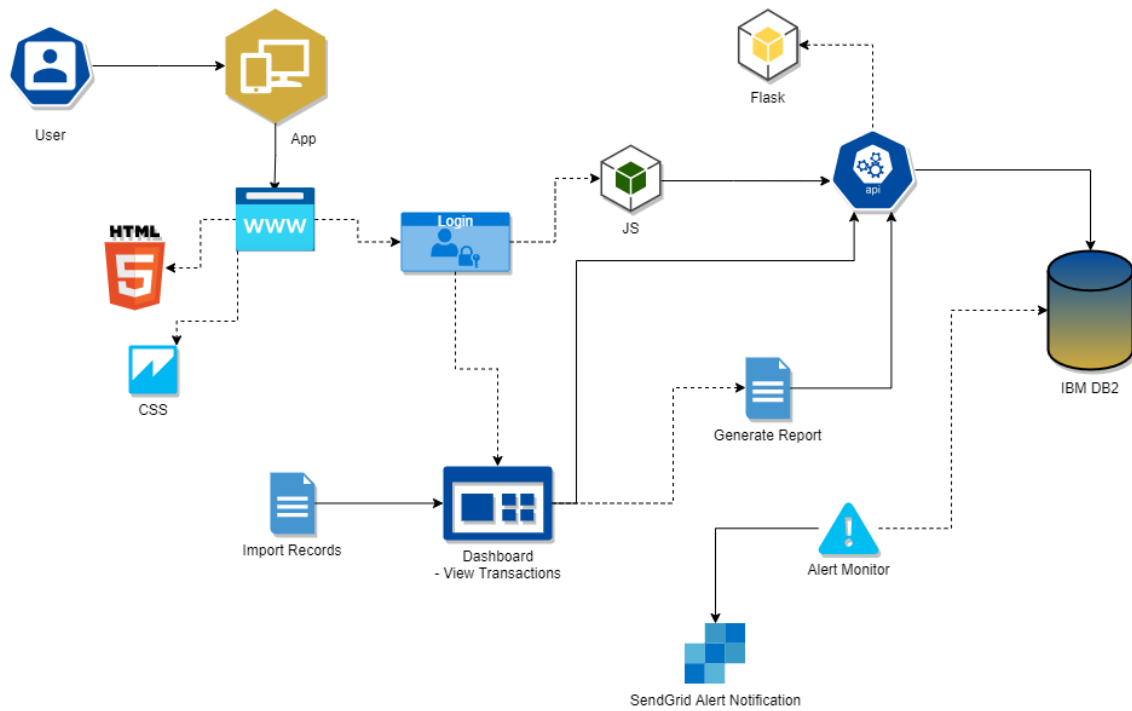 User
App
Flask
api
JS
WWW
Login
HTML
5
CSS
IBM DB2
Generate Report
Import Records
Dashboard
- View Transactions
Alert Monitor
SendGrid Alert Notification